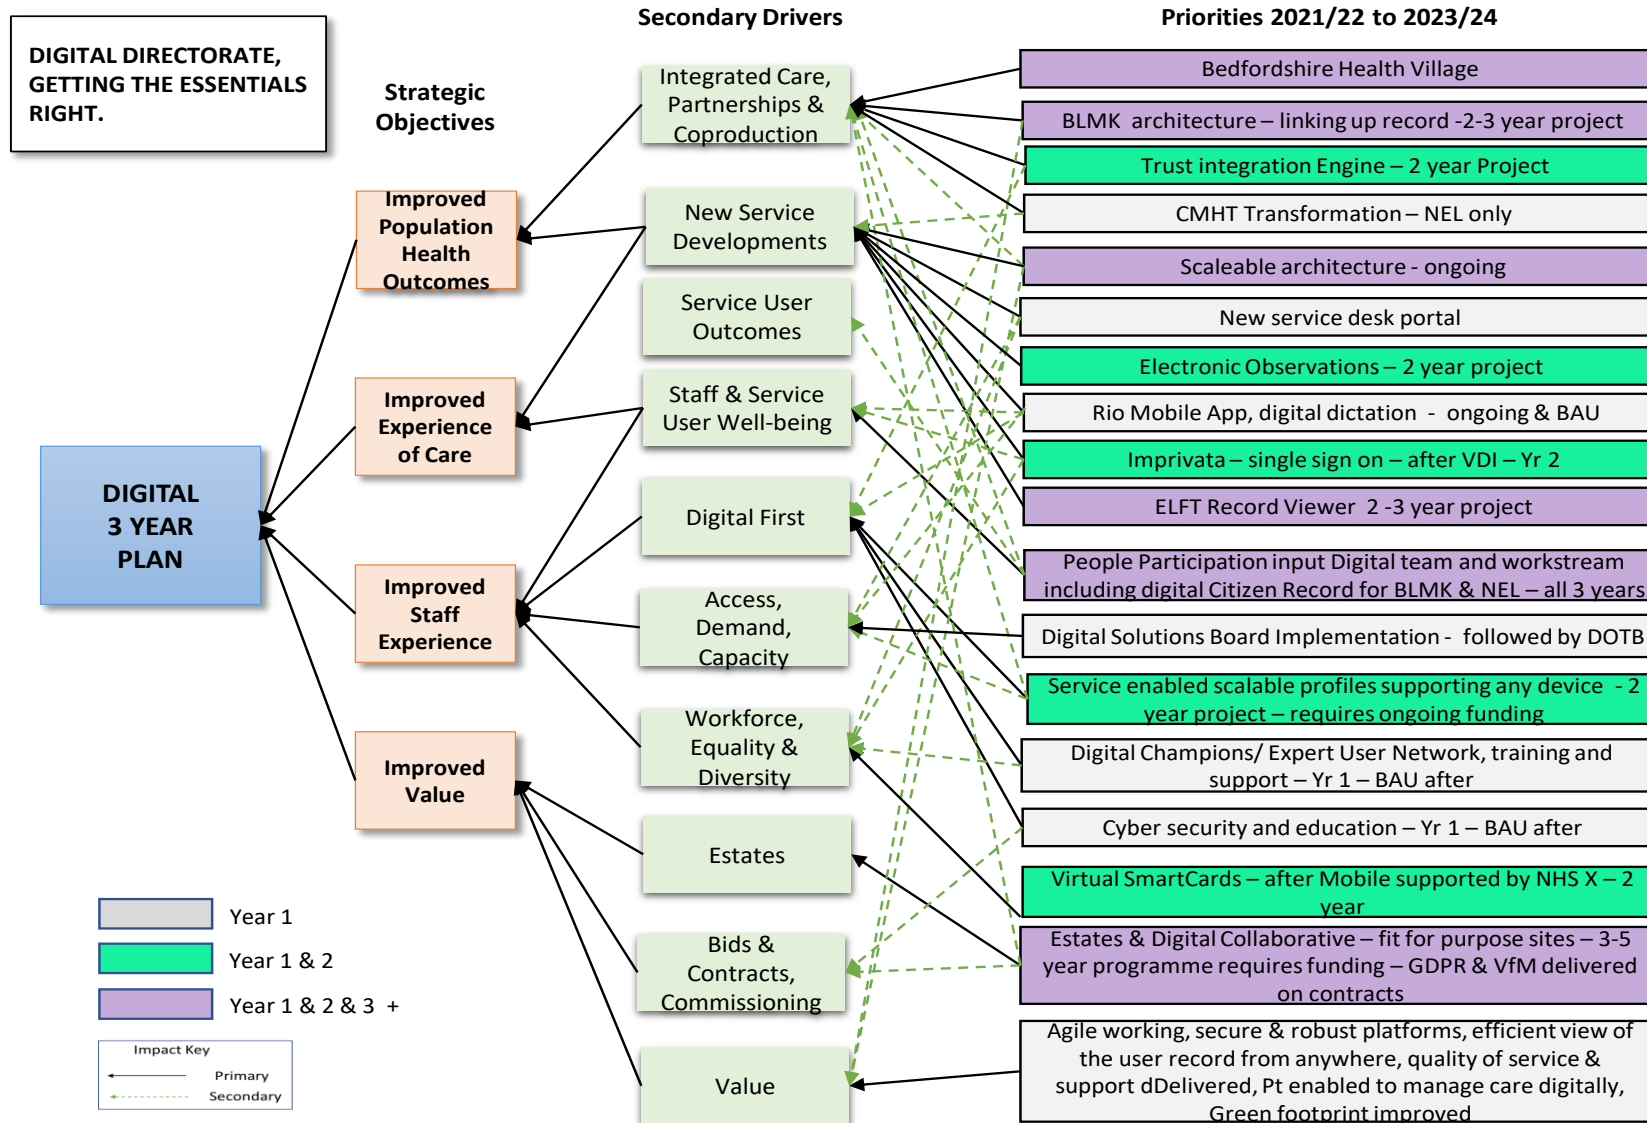 Secondary Drivers
Priorities 2021/22 to 2023/24
DIGITAL DIRECTORATE,
GETTING THE ESSENTIALS
RIGHT.
Strategic
Objectives
DIGITAL
3 YEAR
PLAN
Improved
Population
Health
Outcomes
Improved
Experience
of Care
Improved
Staff
Experience
Improved
Value
Integrated Care,
Partnerships &
Coproduction
New Service
Developments
Service User
Outcomes
Staff & Service
User Well-being
Digital First
Access,
Demand,
Capacity
Workforce,
Equality &
Diversity
Estates
Bids &
Contracts,
Commissioning
Value
Bedfordshire Health Village
BLMK architecture – linking up record -2-3 year project
Trust integration Engine – 2 year Project
CMHT Transformation – NEL only
Scaleable architecture - ongoing
New service desk portal
Electronic Observations – 2 year project
Rio Mobile App, digital dictation - ongoing & BAU
Imprivata – single sign on – after VDI – Yr 2
ELFT Record Viewer 2 -3 year project
People Participation input Digital team and workstream
including digital Citizen Record for BLMK & NEL – all 3 years
Digital Solutions Board Implementation - followed by DOTB
Service enabled scalable profiles supporting any device - 2
year project – requires ongoing funding
Digital Champions/ Expert User Network, training and
support – Yr 1 – BAU after
Cyber security and education – Yr 1 – BAU after
Virtual SmartCards – after Mobile supported by NHS X – 2
year
Estates & Digital Collaborative – fit for purpose sites – 3-5
year programme requires funding – GDPR & VfM delivered
on contracts
Agile working, secure & robust platforms, efficient view of
the user record from anywhere, quality of service &
support dDelivered, Pt enabled to manage care digitally,
Green footprint improved
Year 1
Year 1 & 2
Year 1 & 2 & 3 +
Impact Key
Primary
Secondary